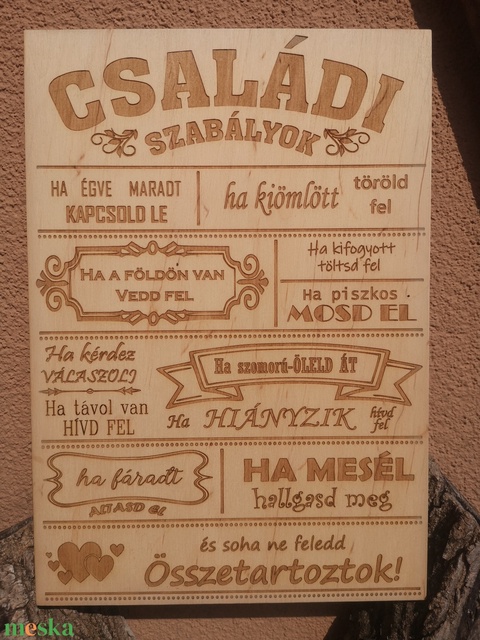 CSALÁDI
SZABÁLYOK
HA ÉGVE MARADT
KAPCSOLD LE
ha kiömlött
töröld
fel
HA A FÖLDÖN VAN
VEDD FEL
Ha kifogyott
töltsd fel
Ha piszkos
MOSD EL
Ha kérdez
VÁLASZOLJ
Ha távol van
HÍVD FEL
Ha szomorú-ÖLELD ÁT
Ha HIÁNYZIK hívd
fel
ha fáradt
ALTASD EL
HA MESÉL
hallgasd meg
és soha ne feledd
Összetartoztok!
meska